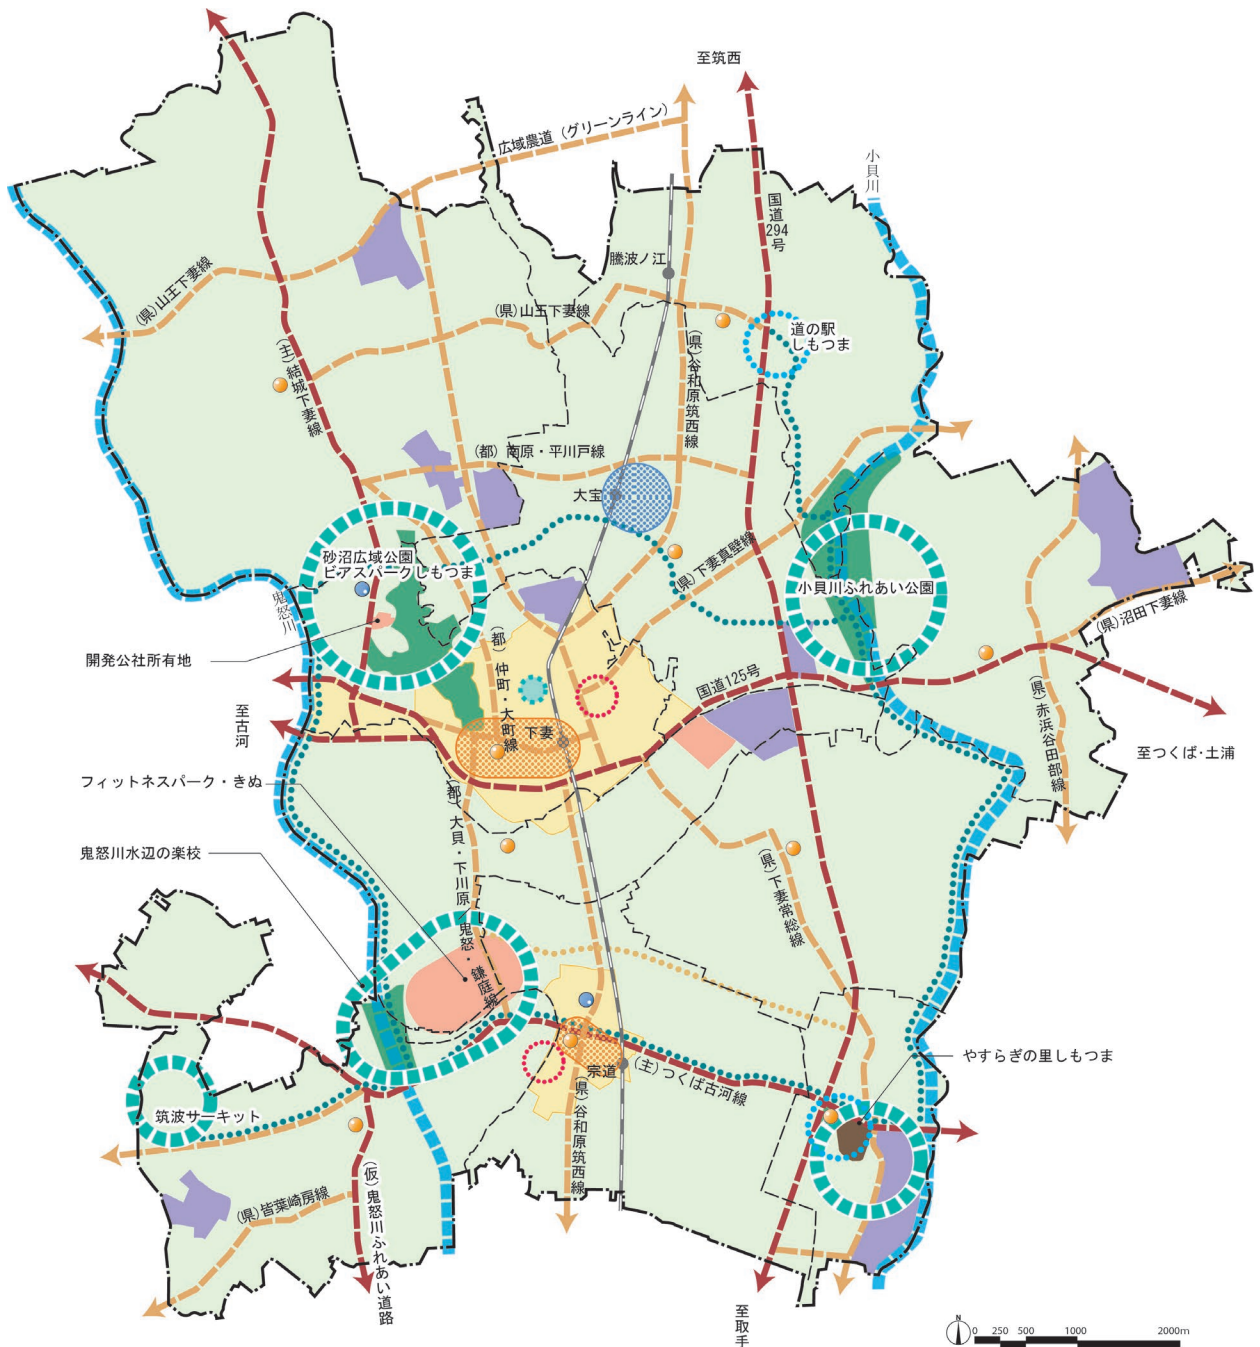 至筑西
広域農道（グリーンライン）
小貝川
国道294号
騰波ノ江
(県)山王下妻線
(県)山王下妻線
道の駅
しもつま
(主)結城下妻線
(県)谷和原筑西線
(都) 南原・平川戸線
大宝
砂沼広域公園
ビアスパークしもつま
(県)下妻真壁線
小貝川ふれあい公園
鬼怒川
(県)沼田下妻線
開発公社所有地
(都) 仲町・大町線
国道125号
(県)赤浜谷田部線
至古河
下妻
至つくば・土浦
フィットネスパーク・きぬ
(都) 大貝・下川原／鬼怒・鎌庭線
鬼怒川水辺の楽校
(県)下妻常総線
やすらぎの里しもつま
宗道
(主)つくば古河線
筑波サーキット
(県)谷和原筑西線
(仮)鬼怒川ふれあい道路
(県)皆葉崎房線
至取手
N
0 250 500 1000 2000m